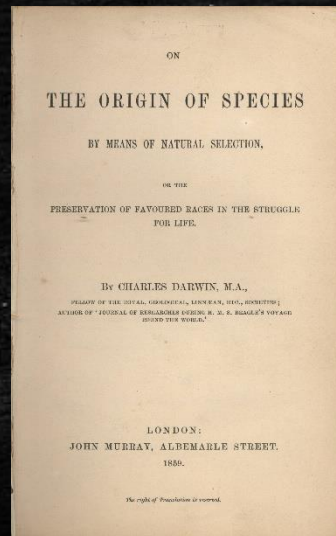 ON
THE ORIGIN OF SPECIES
BY MEANS OF NATURAL SELECTION,
OR THE
PRESERVATION OF FAVOURED RACES IN THE STRUGGLE
FOR LIFE.
BY CHARLES DARWIN, M.A.,
FELLOW OF THE ROYAL, GEOLOGICAL, LINNÆAN, ETC., SOCIETIES;
AUTHOR OF 'JOURNAL OF RESEARCHES DURING H. M. S. BEAGLE'S VOYAGE
ROUND THE WORLD.'
LONDON:
JOHN MURRAY, ALBEMARLE STREET.
1859.
The right of Translation is reserved.